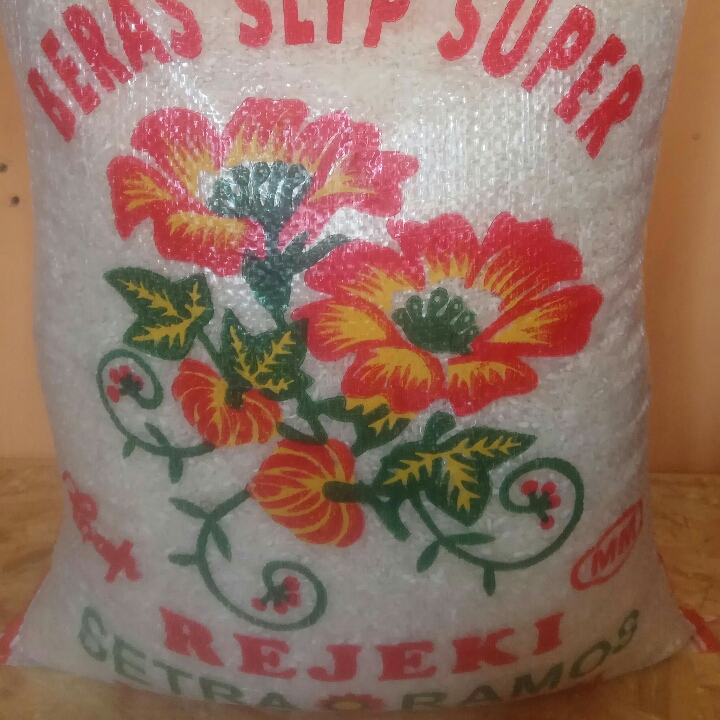 BERAS SLYP SUPER
MM
REJEKI
SETRA RAMOS